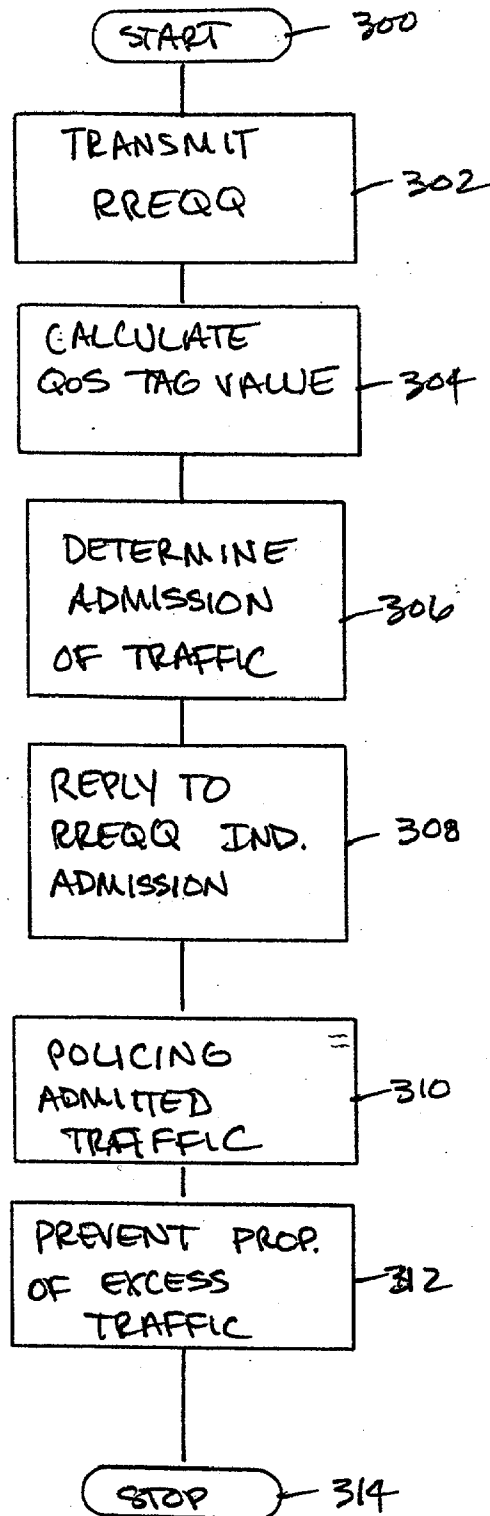 START 300
TRANSMIT
RREQQ
302
CALCULATE
QoS TAG VALUE
304
DETERMINE
ADMISSION
OF TRAFFIC
306
REPLY TO
RREQQ IND.
ADMISSION
308
POLICING
ADMITTED
TRAFFIC
310
PREVENT PROP.
OF EXCESS
TRAFFIC
312
STOP 314